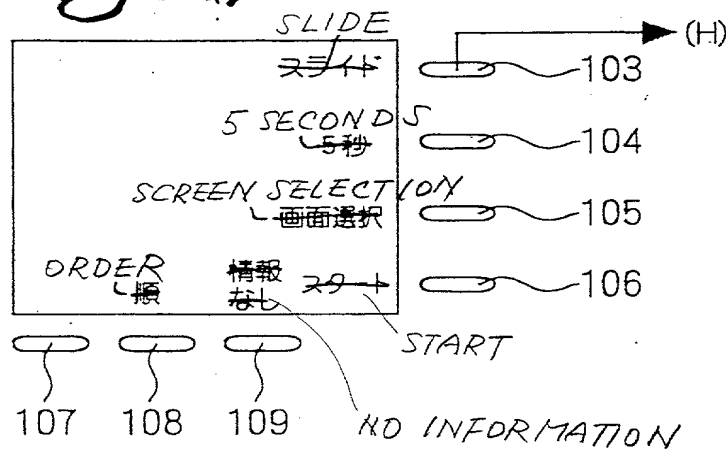 SLIDE
スライド
(H)
103
5 SECONDS
5秒
104
SCREEN SELECTION
画面選択
105
ORDER
順
情報
なし
スタート
106
START
107 108 109
NO INFORMATION